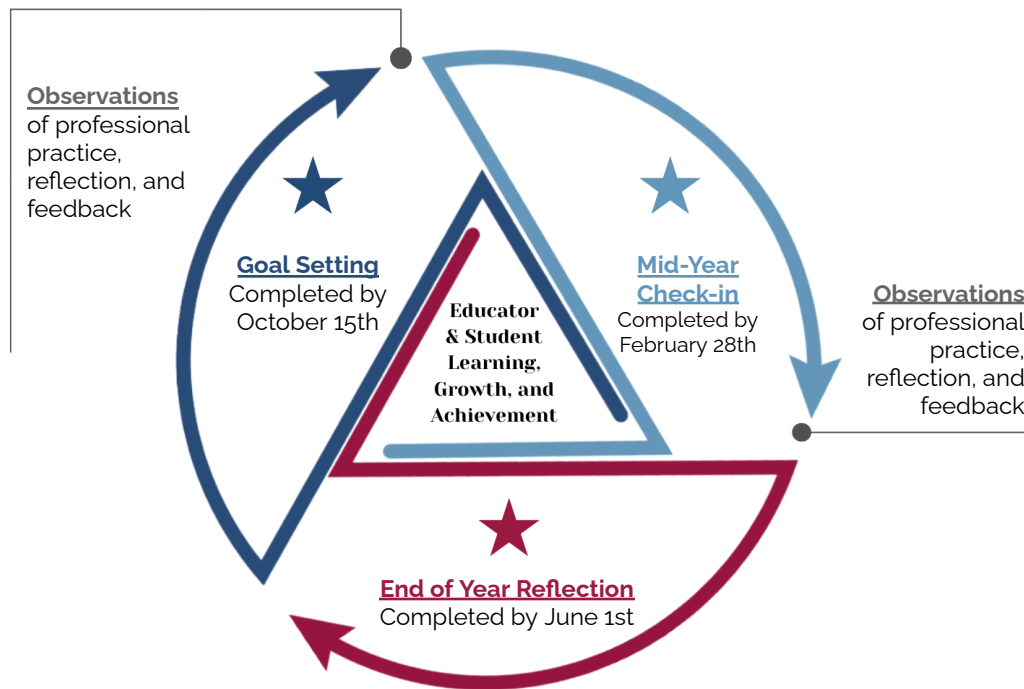 Observations
of professional
practice,
reflection, and
feedback
Goal Setting
Completed by
October 15th
Mid-Year
Check-in
Completed by
February 28th
Observations
of professional
practice,
reflection, and
feedback
Educator
& Student
Learning,
Growth, and
Achievement
End of Year Reflection
Completed by June 1st